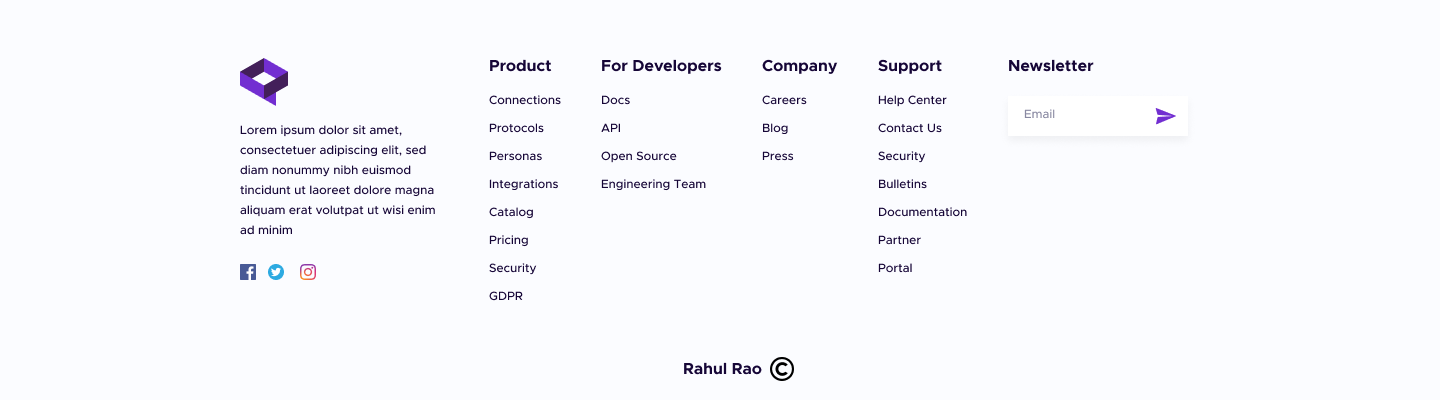 Lorem ipsum dolor sit amet,
consectetuer adipiscing elit, sed
diam nonummy nibh euismod
tincidunt ut laoreet dolore magna
aliquam erat volutpat ut wisi enim
ad minim
Product
Connections
Protocols
Personas
Integrations
Catalog
Pricing
Security
GDPR
For Developers
Docs
API
Open Source
Engineering Team
Company
Careers
Blog
Press
Support
Help Center
Contact Us
Security
Bulletins
Documentation
Partner
Portal
Newsletter
Email
Rahul Rao ©